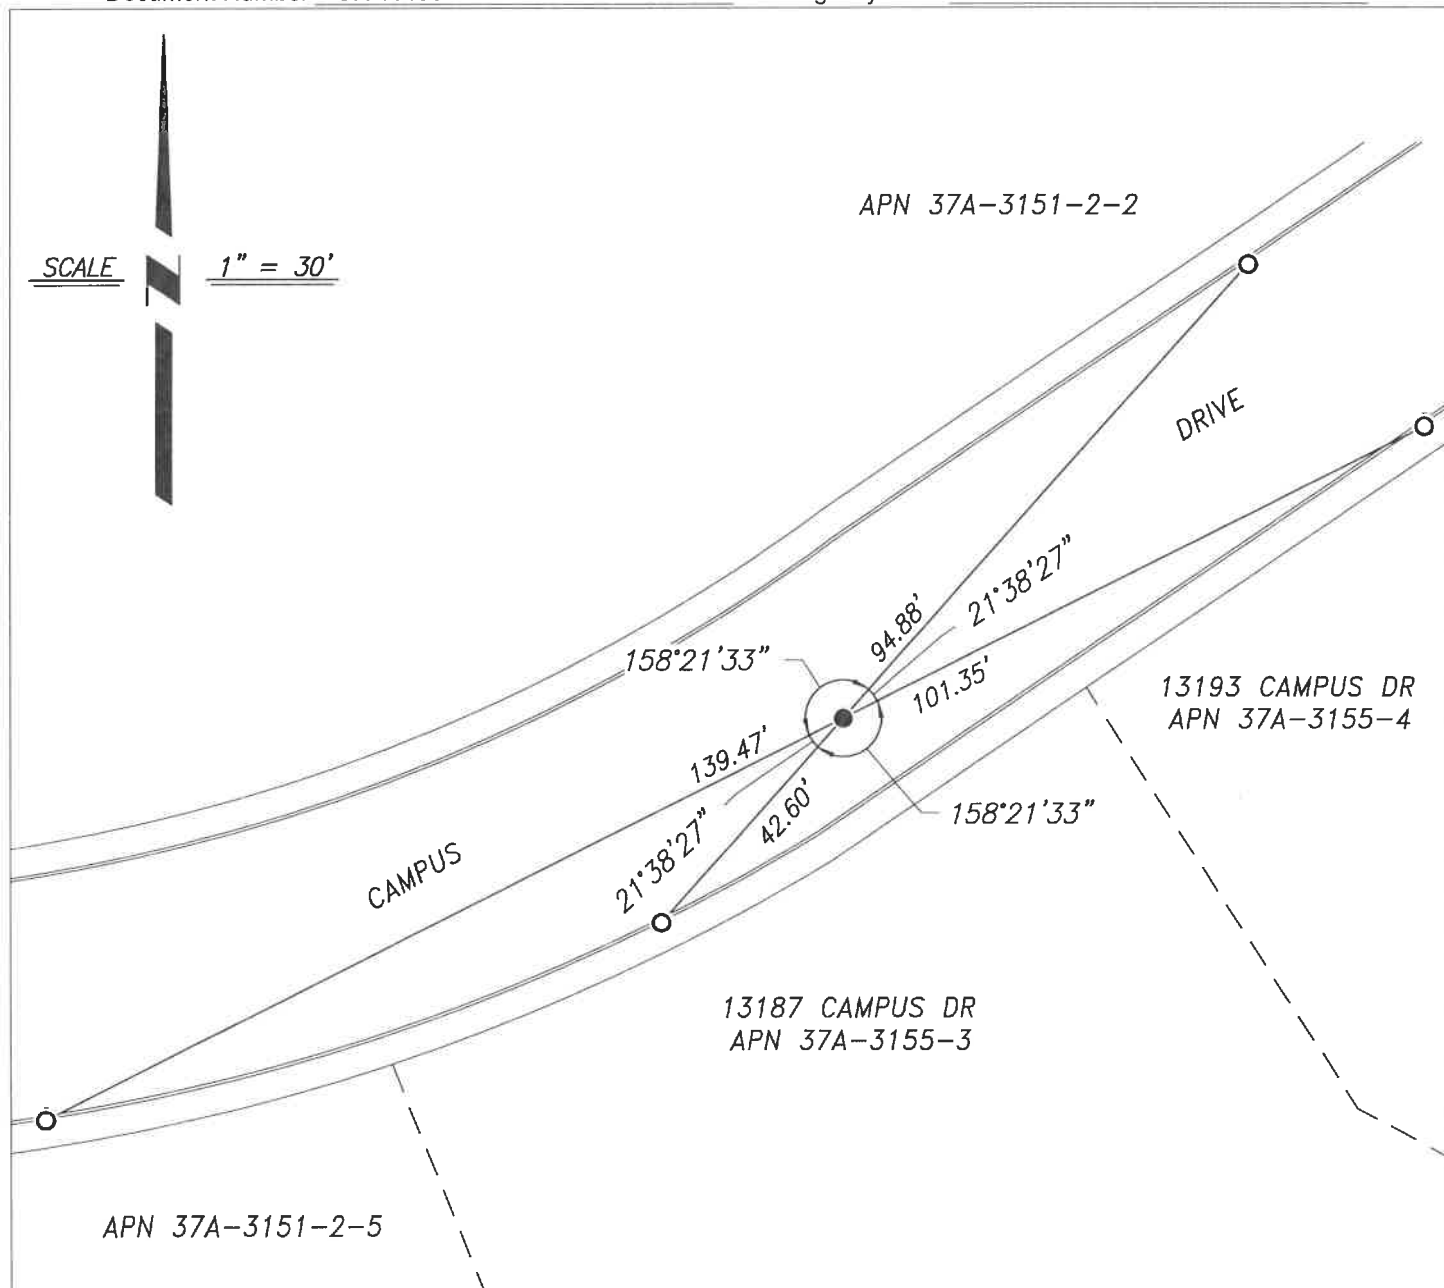 APN 37A-3151-2-2
SCALE 1" = 30'
DRIVE
21°38'27"
94.88'
158°21'33"
101.35'
13193 CAMPUS DR
APN 37A-3155-4
139.47'
42.60'
158°21'33"
21°38'27"
CAMPUS
13187 CAMPUS DR
APN 37A-3155-3
APN 37A-3151-2-5